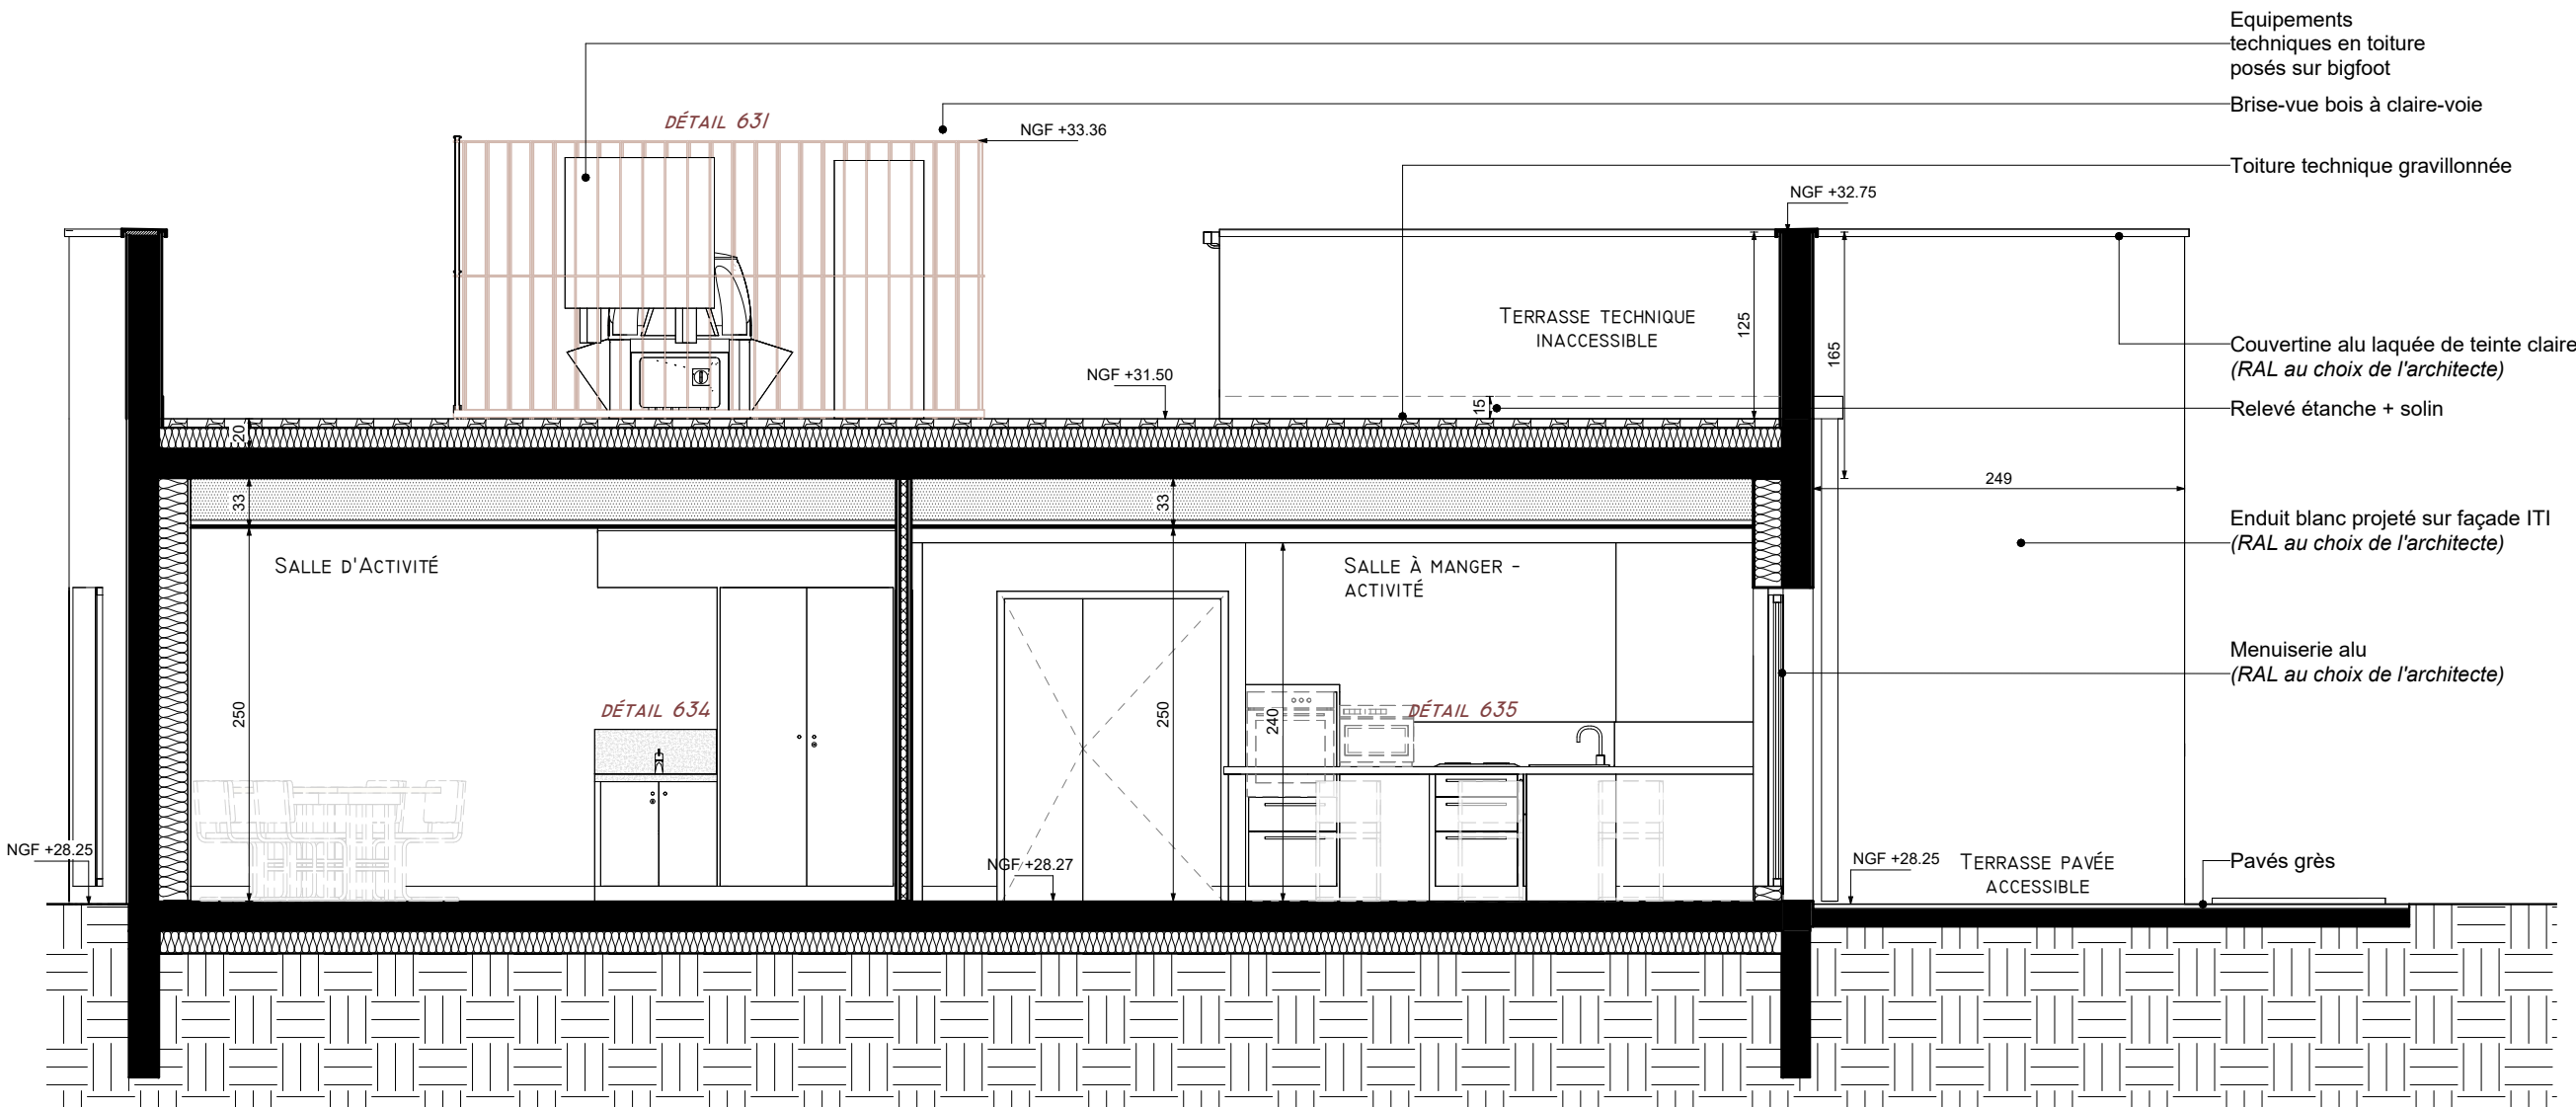 Equipements
techniques en toiture
posés sur bigfoot
Brise-vue bois à claire-voie
DÉTAIL 631
NGF +33.36
Toiture technique gravillonnée
NGF +32.75
TERRASSE TECHNIQUE
INACCESSIBLE
125
165
Couvertine alu laquée de teinte claire
(RAL au choix de l'architecte)
NGF +31.50
15
Relevé étanche + solin
20
249
33
33
Enduit blanc projeté sur façade ITI
(RAL au choix de l'architecte)
SALLE D'ACTIVITÉ
SALLE À MANGER -
ACTIVITÉ
Menuiserie alu
(RAL au choix de l'architecte)
DÉTAIL 634
DÉTAIL 635
250
250
240
NGF +28.25
NGF +28.27
NGF +28.25
TERRASSE PAVÉE
ACCESSIBLE
Pavés grès